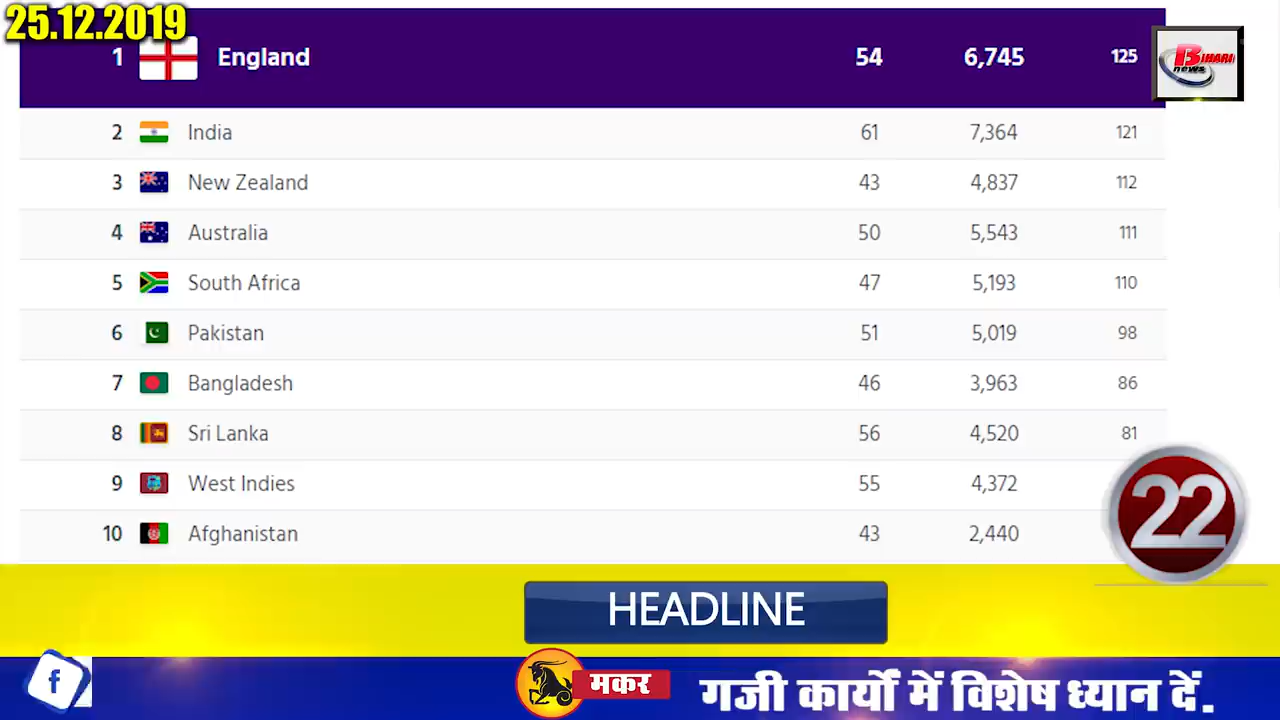 25.12.2019
1 England 54 6,745 125
BIHARI
news
2 India 61 7,364 121
3 New Zealand 43 4,837 112
4 Australia 50 5,543 111
5 South Africa 47 5,193 110
6 Pakistan 51 5,019 98
7 Bangladesh 46 3,963 86
8 Sri Lanka 56 4,520 81
9 West Indies 55 4,372
10 Afghanistan 43 2,440
22
HEADLINE
f मकर गजी कार्यो में विशेष ध्यान दें.